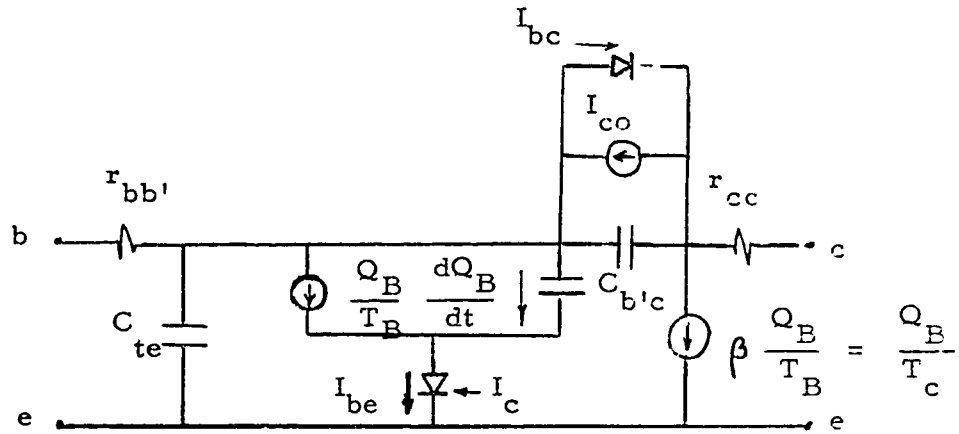 I_bc
I_co
r_bb'
r_cc
b
c
Q_B/T_B dQ_B/dt
C_b'c
C_te
β Q_B/T_B = Q_B/T_c
I_be
I_c
e
e